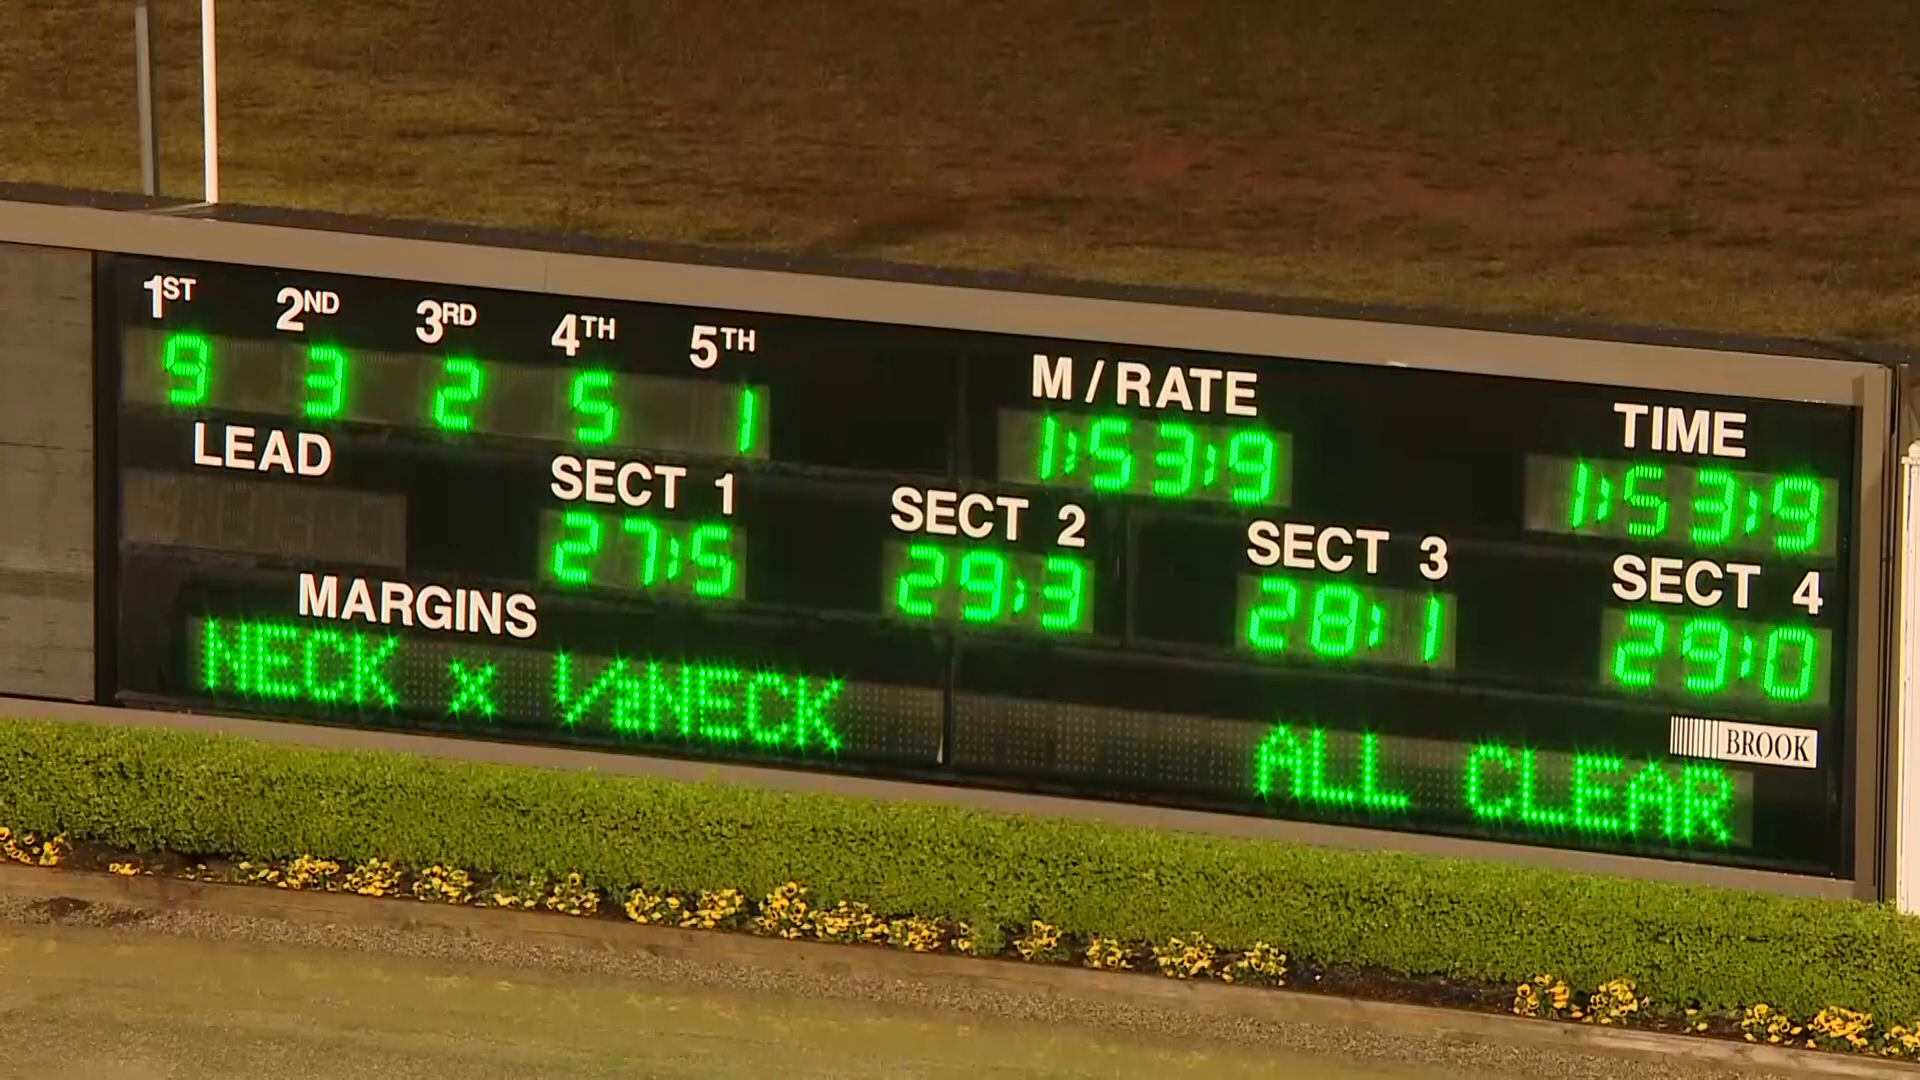 1ST 2ND 3RD 4TH 5TH
9 3 2 5 1
M/RATE
1:53:9
TIME
1:53:9
LEAD
SECT 1
27:5
SECT 2
29:3
SECT 3
28:1
SECT 4
29:0
MARGINS
NECK x 1/2NECK
BROOK
ALL CLEAR